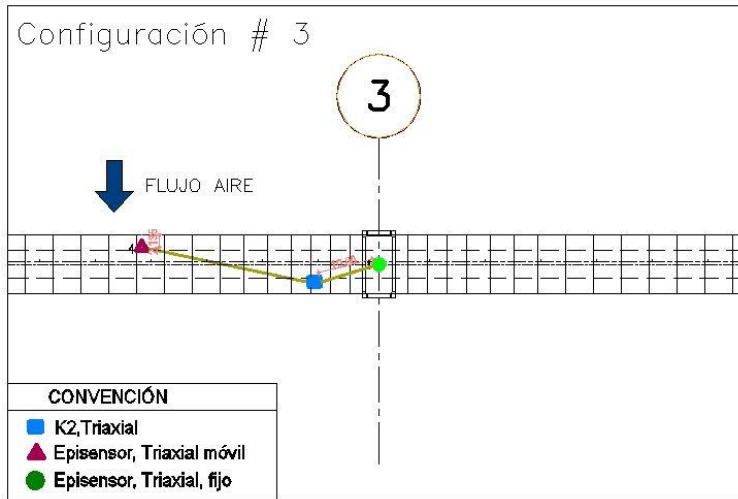 Configuración # 3
3
FLUJO AIRE
CONVENCIÓN
K2,Triaxial
Episensor, Triaxial móvil
Episensor, Triaxial, fijo